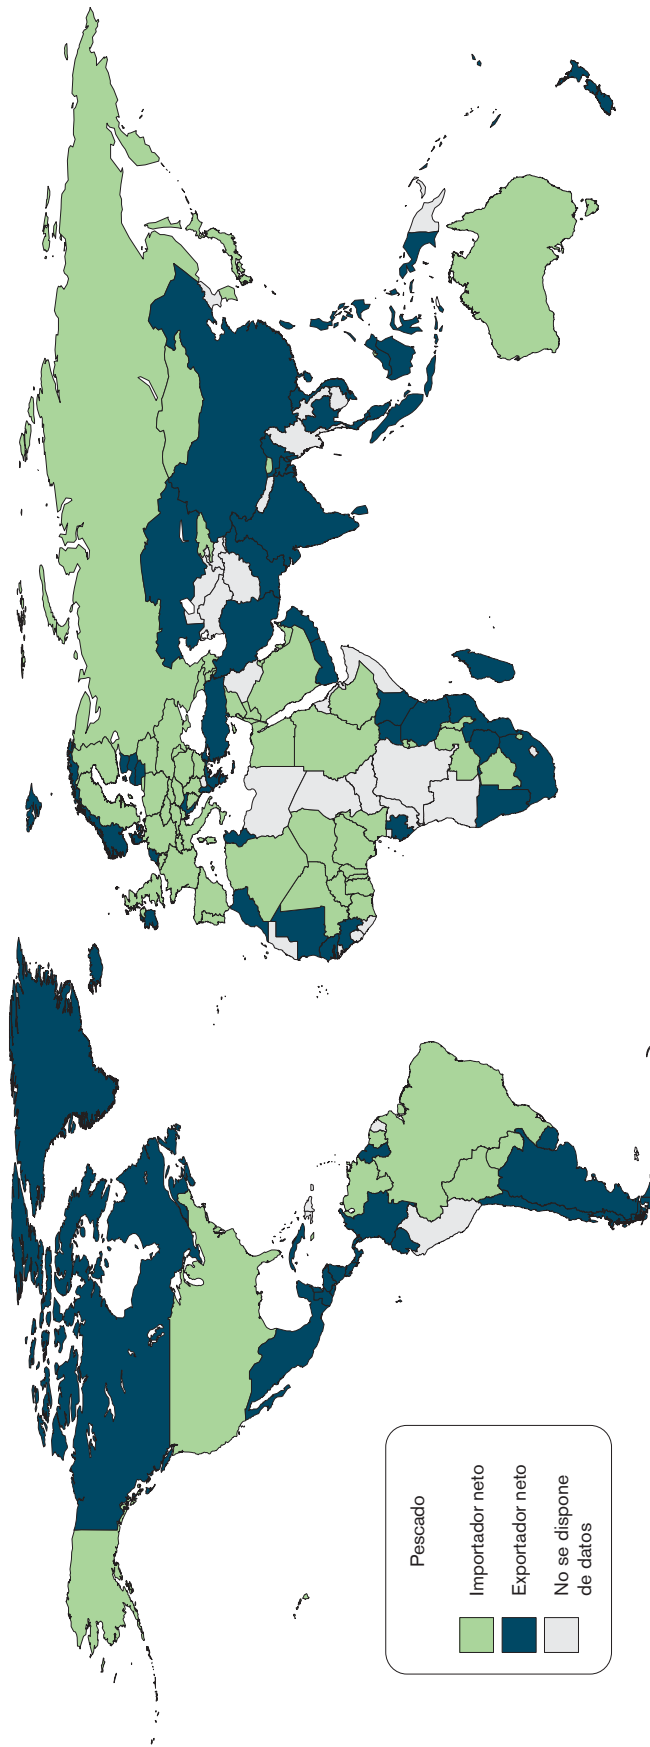 Pescado
Importador neto
Exportador neto
No se dispone
de datos